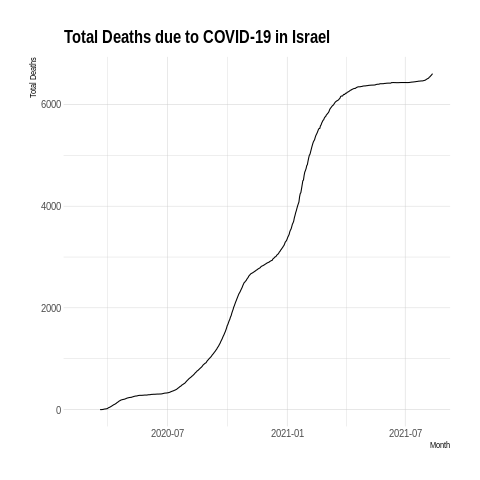 Total Deaths due to COVID-19 in Israel
Total Deaths
6000
4000
2000
0
2020-07 2021-01 2021-07
Month